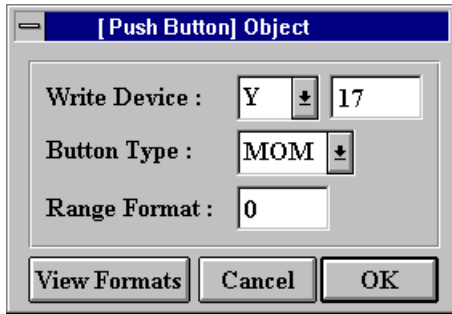 [Push Button] Object
Write Device : Y 17
Button Type : MOM
Range Format : 0
View Formats Cancel OK